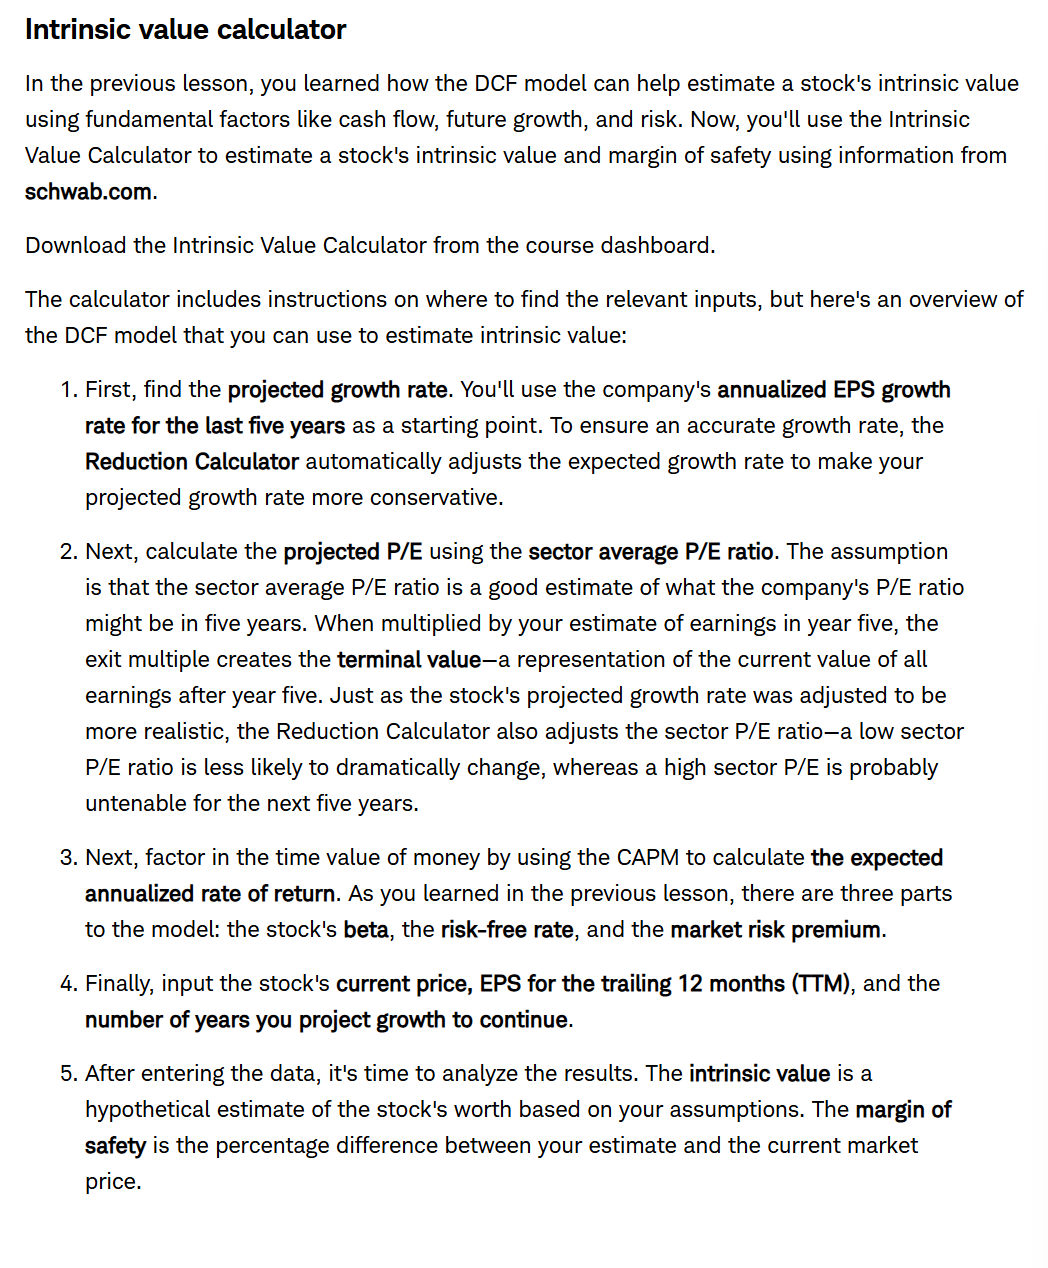 Intrinsic value calculator
In the previous lesson, you learned how the DCF model can help estimate a stock's intrinsic value
using fundamental factors like cash flow, future growth, and risk. Now, you'll use the Intrinsic
Value Calculator to estimate a stock's intrinsic value and margin of safety using information from
schwab.com.
Download the Intrinsic Value Calculator from the course dashboard.
The calculator includes instructions on where to find the relevant inputs, but here's an overview of
the DCF model that you can use to estimate intrinsic value:
1. First, find the projected growth rate. You'll use the company's annualized EPS growth
rate for the last five years as a starting point. To ensure an accurate growth rate, the
Reduction Calculator automatically adjusts the expected growth rate to make your
projected growth rate more conservative.
2. Next, calculate the projected P/E using the sector average P/E ratio. The assumption
is that the sector average P/E ratio is a good estimate of what the company's P/E ratio
might be in five years. When multiplied by your estimate of earnings in year five, the
exit multiple creates the terminal value—a representation of the current value of all
earnings after year five. Just as the stock's projected growth rate was adjusted to be
more realistic, the Reduction Calculator also adjusts the sector P/E ratio—a low sector
P/E ratio is less likely to dramatically change, whereas a high sector P/E is probably
untenable for the next five years.
3. Next, factor in the time value of money by using the CAPM to calculate the expected
annualized rate of return. As you learned in the previous lesson, there are three parts
to the model: the stock's beta, the risk-free rate, and the market risk premium.
4. Finally, input the stock's current price, EPS for the trailing 12 months (TTM), and the
number of years you project growth to continue.
5. After entering the data, it's time to analyze the results. The intrinsic value is a
hypothetical estimate of the stock's worth based on your assumptions. The margin of
safety is the percentage difference between your estimate and the current market
price.